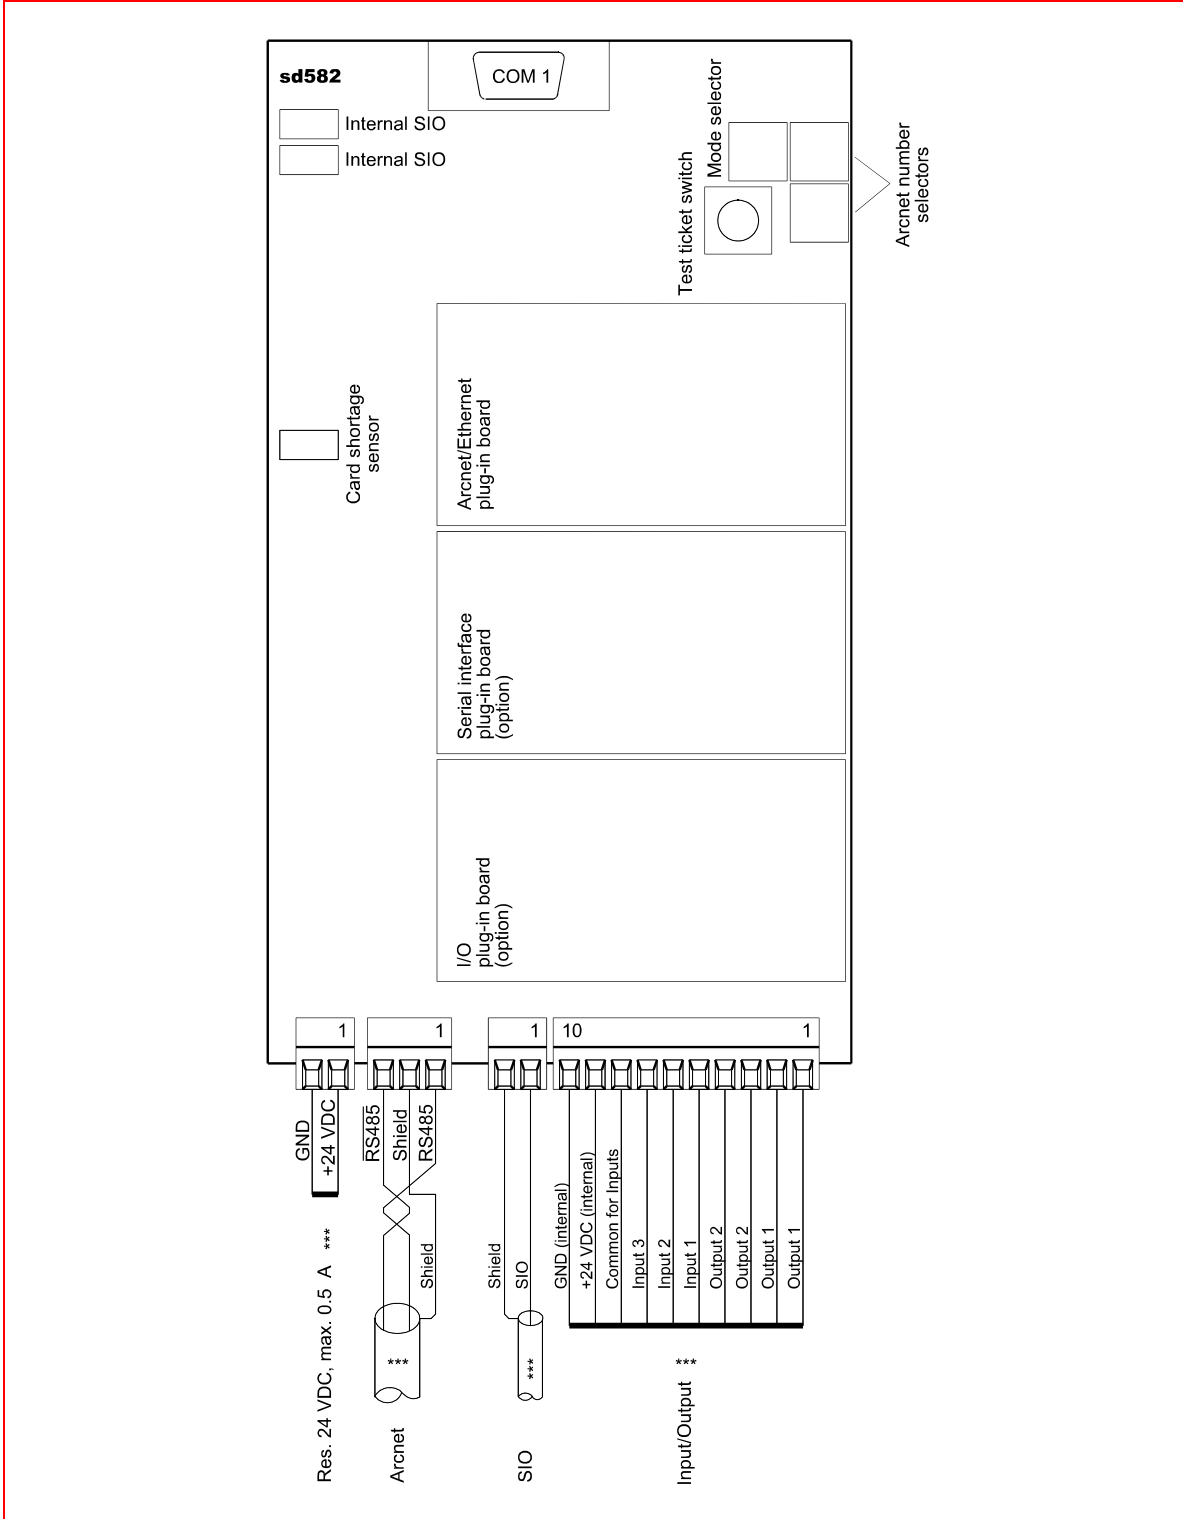 sd582
COM 1
Internal SIO
Internal SIO
Mode selector
Test ticket switch
Arcnet number
selectors
Card shortage
sensor
Arcnet/Ethernet
plug-in board
Serial interface
plug-in board
(option)
I/O
plug-in board
(option)
1
1
1
10
1
GND
+24 VDC
RS485
Shield
RS485
Shield
Shield
SIO
GND (internal)
+24 VDC (internal)
Common for Inputs
Input 3
Input 2
Input 1
Output 2
Output 2
Output 1
Output 1
***
***
Res. 24 VDC, max. 0.5 A ***
Arcnet
SIO
Input/Output ***